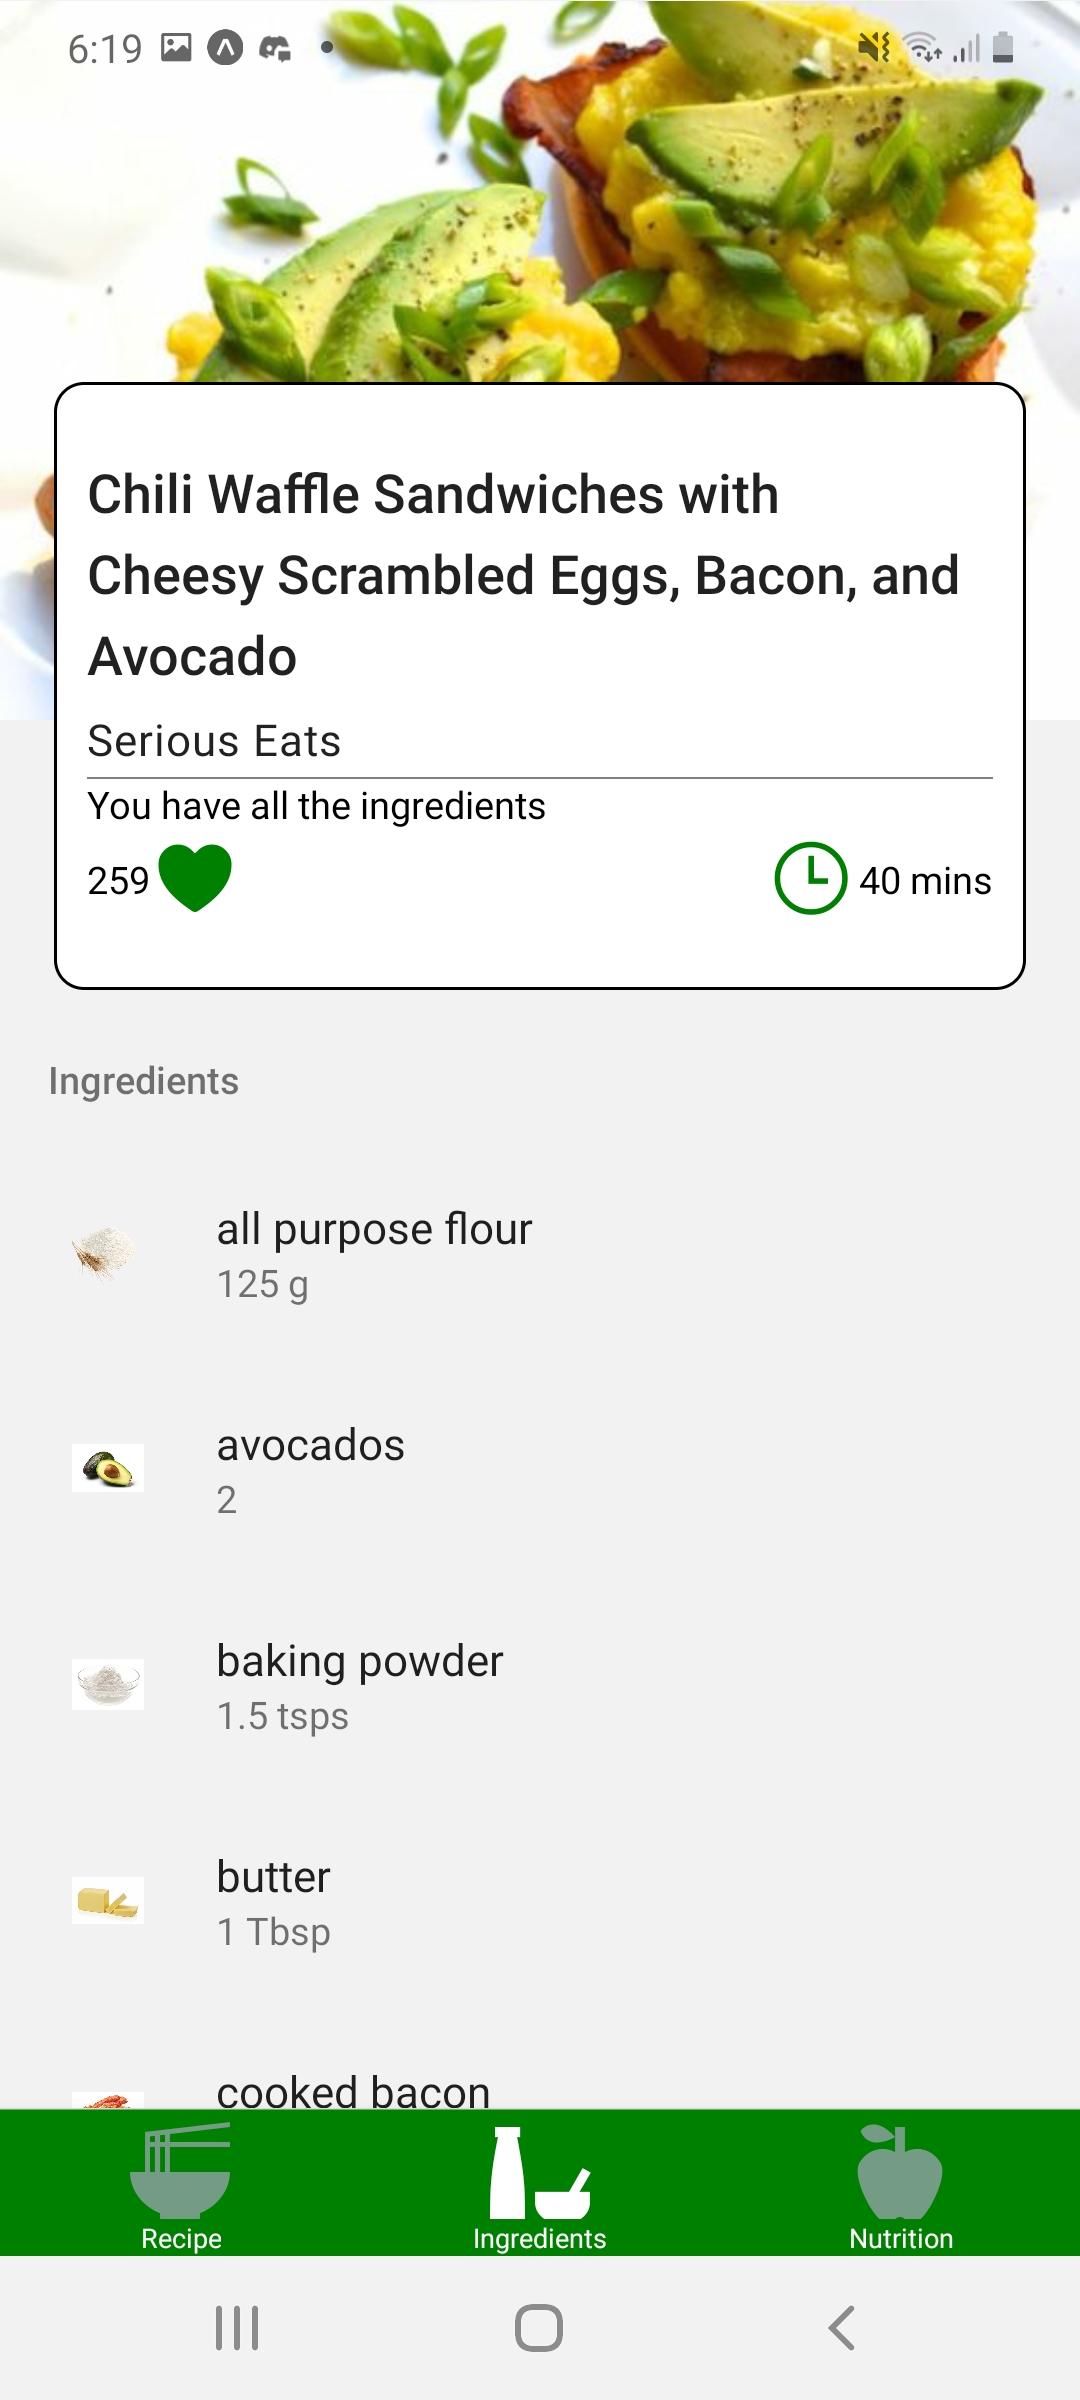 6:19
Chili Waffle Sandwiches with
Cheesy Scrambled Eggs, Bacon, and
Avocado
Serious Eats
You have all the ingredients
259
40 mins
Ingredients
all purpose flour
125 g
avocados
2
baking powder
1.5 tsps
butter
1 Tbsp
cooked bacon
Recipe
Ingredients
Nutrition